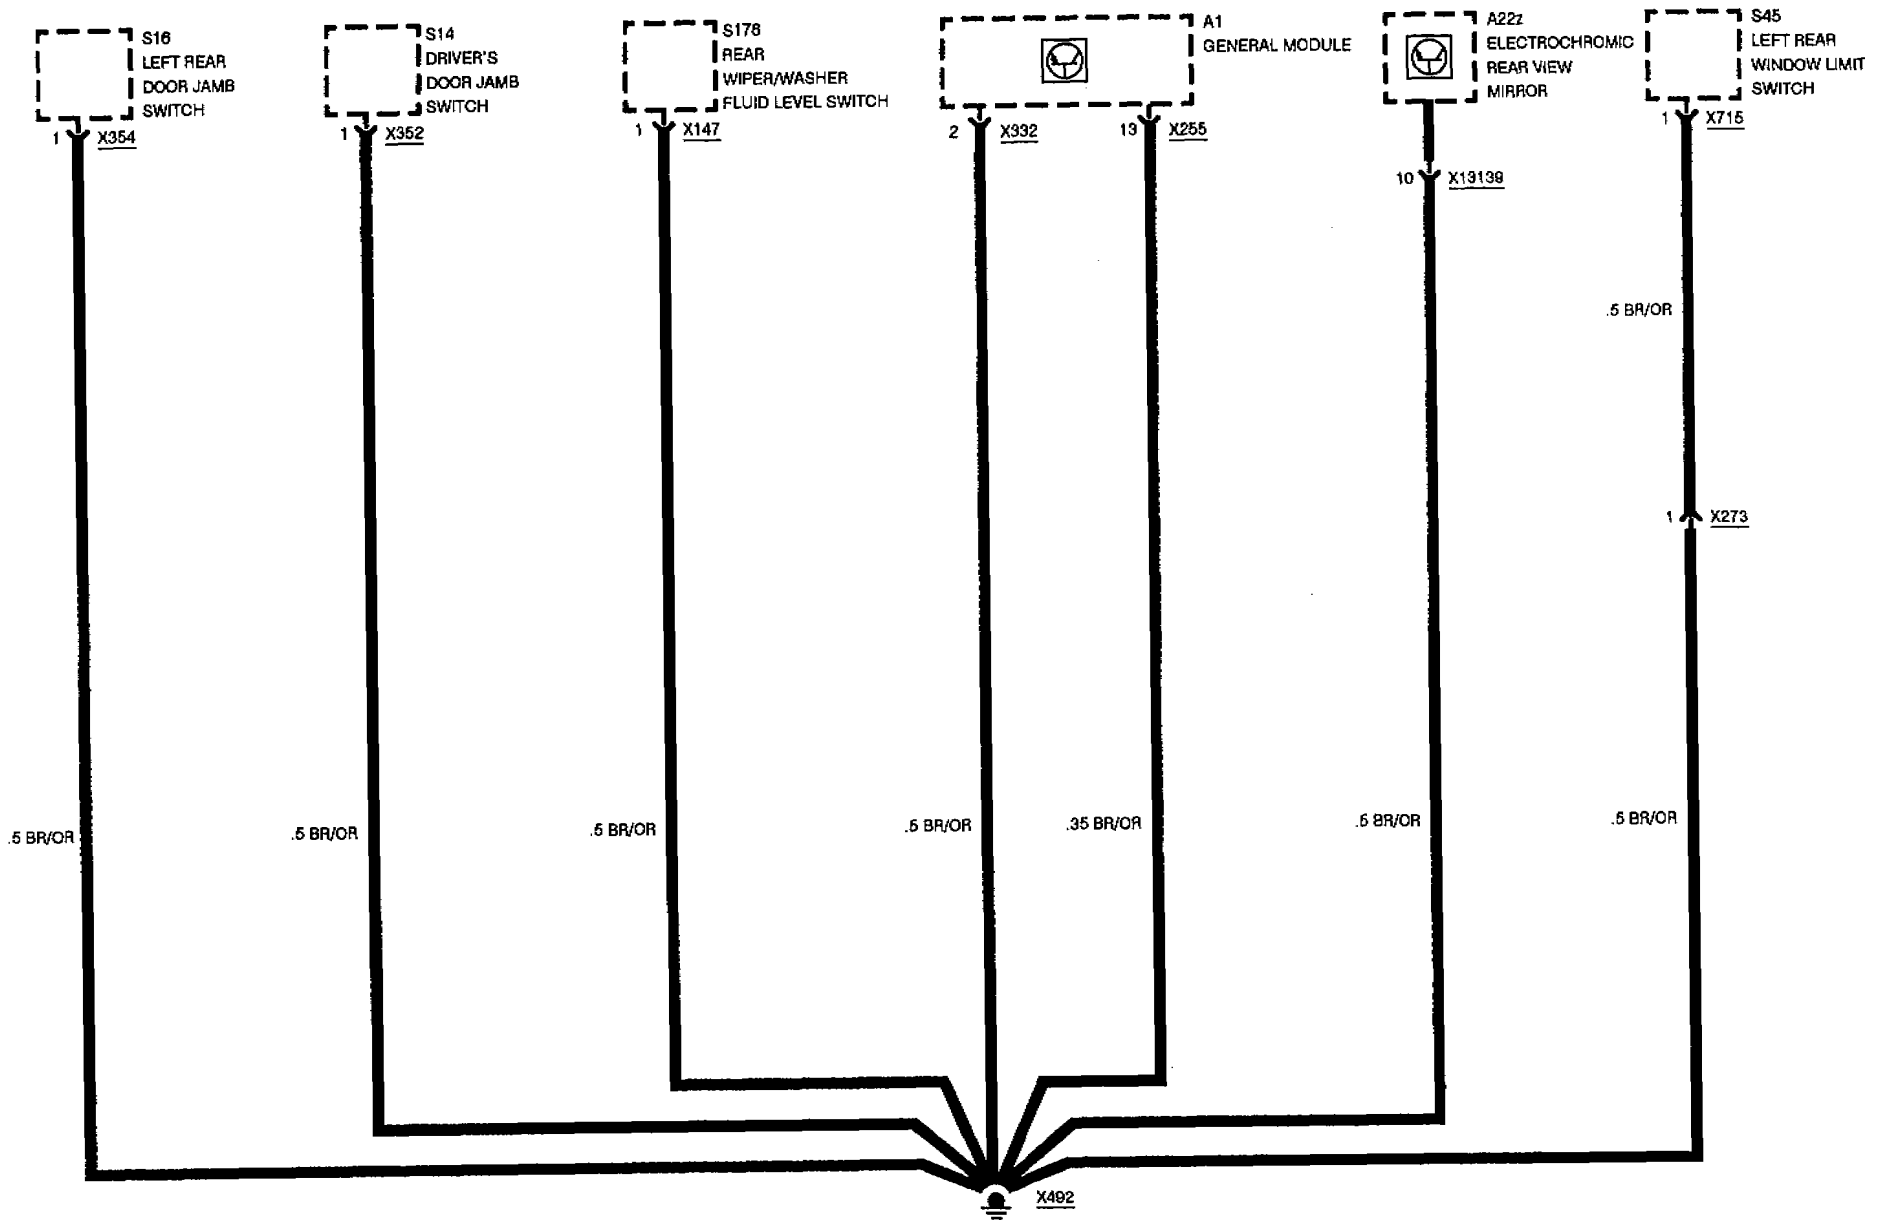 S16
LEFT REAR
DOOR JAMB
SWITCH
1 X354
S14
DRIVER'S
DOOR JAMB
SWITCH
1 X352
S178
REAR
WIPER/WASHER
FLUID LEVEL SWITCH
1 X147
A1
GENERAL MODULE
2 X332
13 X255
A22z
ELECTROCHROMIC
REAR VIEW
MIRROR
10 X13139
S45
LEFT REAR
WINDOW LIMIT
SWITCH
1 X715
.5 BR/OR
1 X273
.5 BR/OR
.5 BR/OR
.5 BR/OR
.5 BR/OR
.35 BR/OR
.5 BR/OR
.5 BR/OR
X492